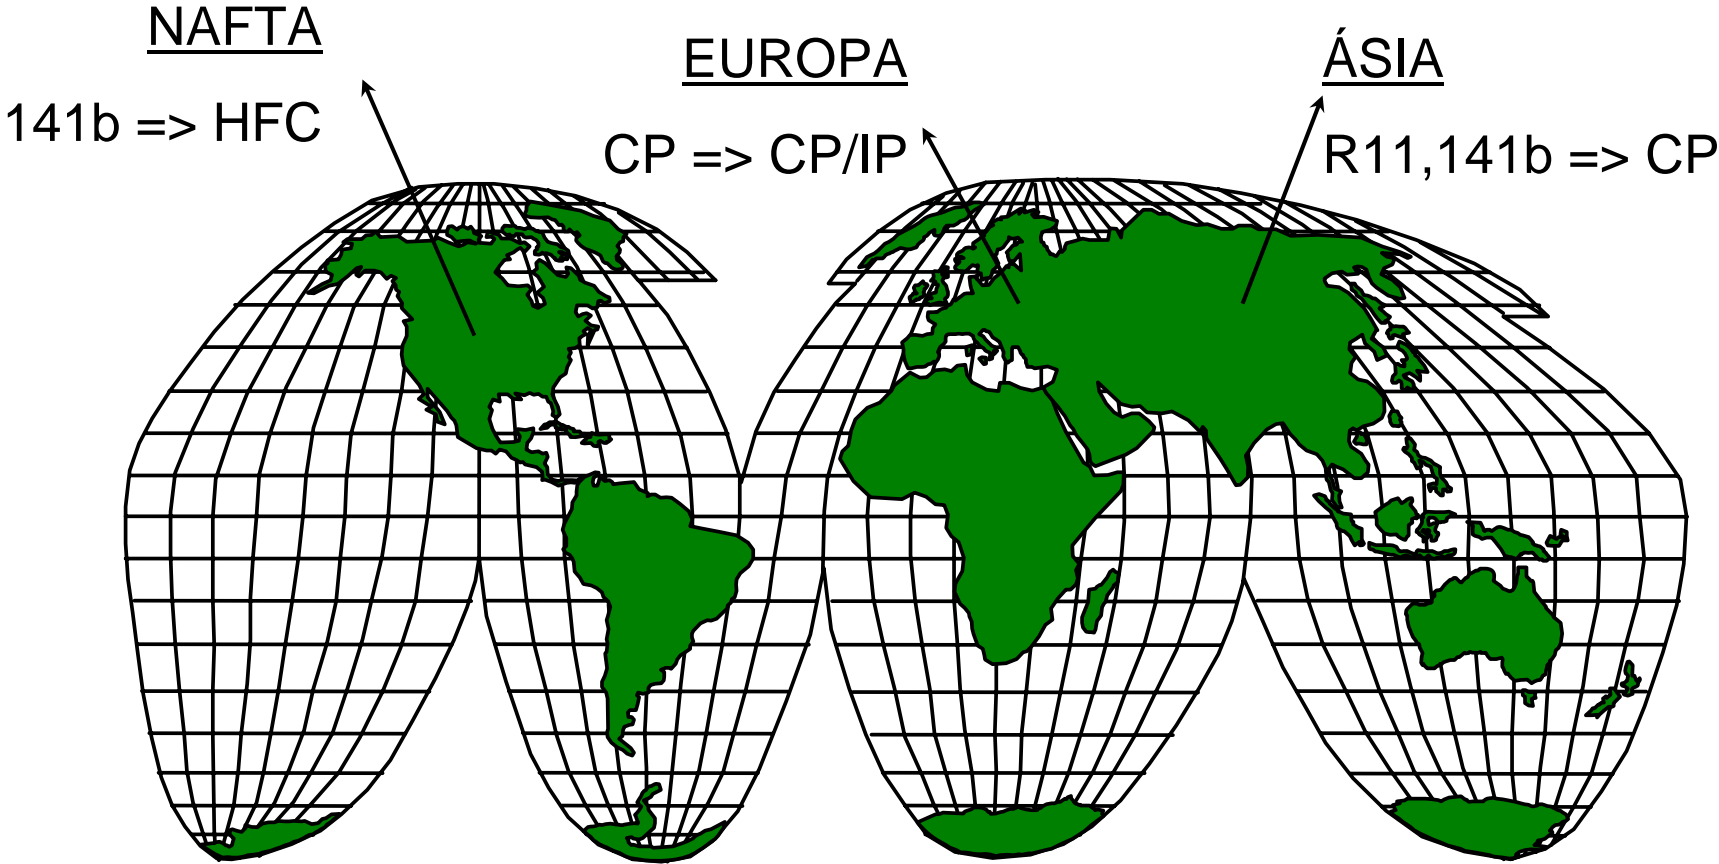 NAFTA
141b => HFC
EUROPA
CP => CP/IP
ÁSIA
R11,141b => CP